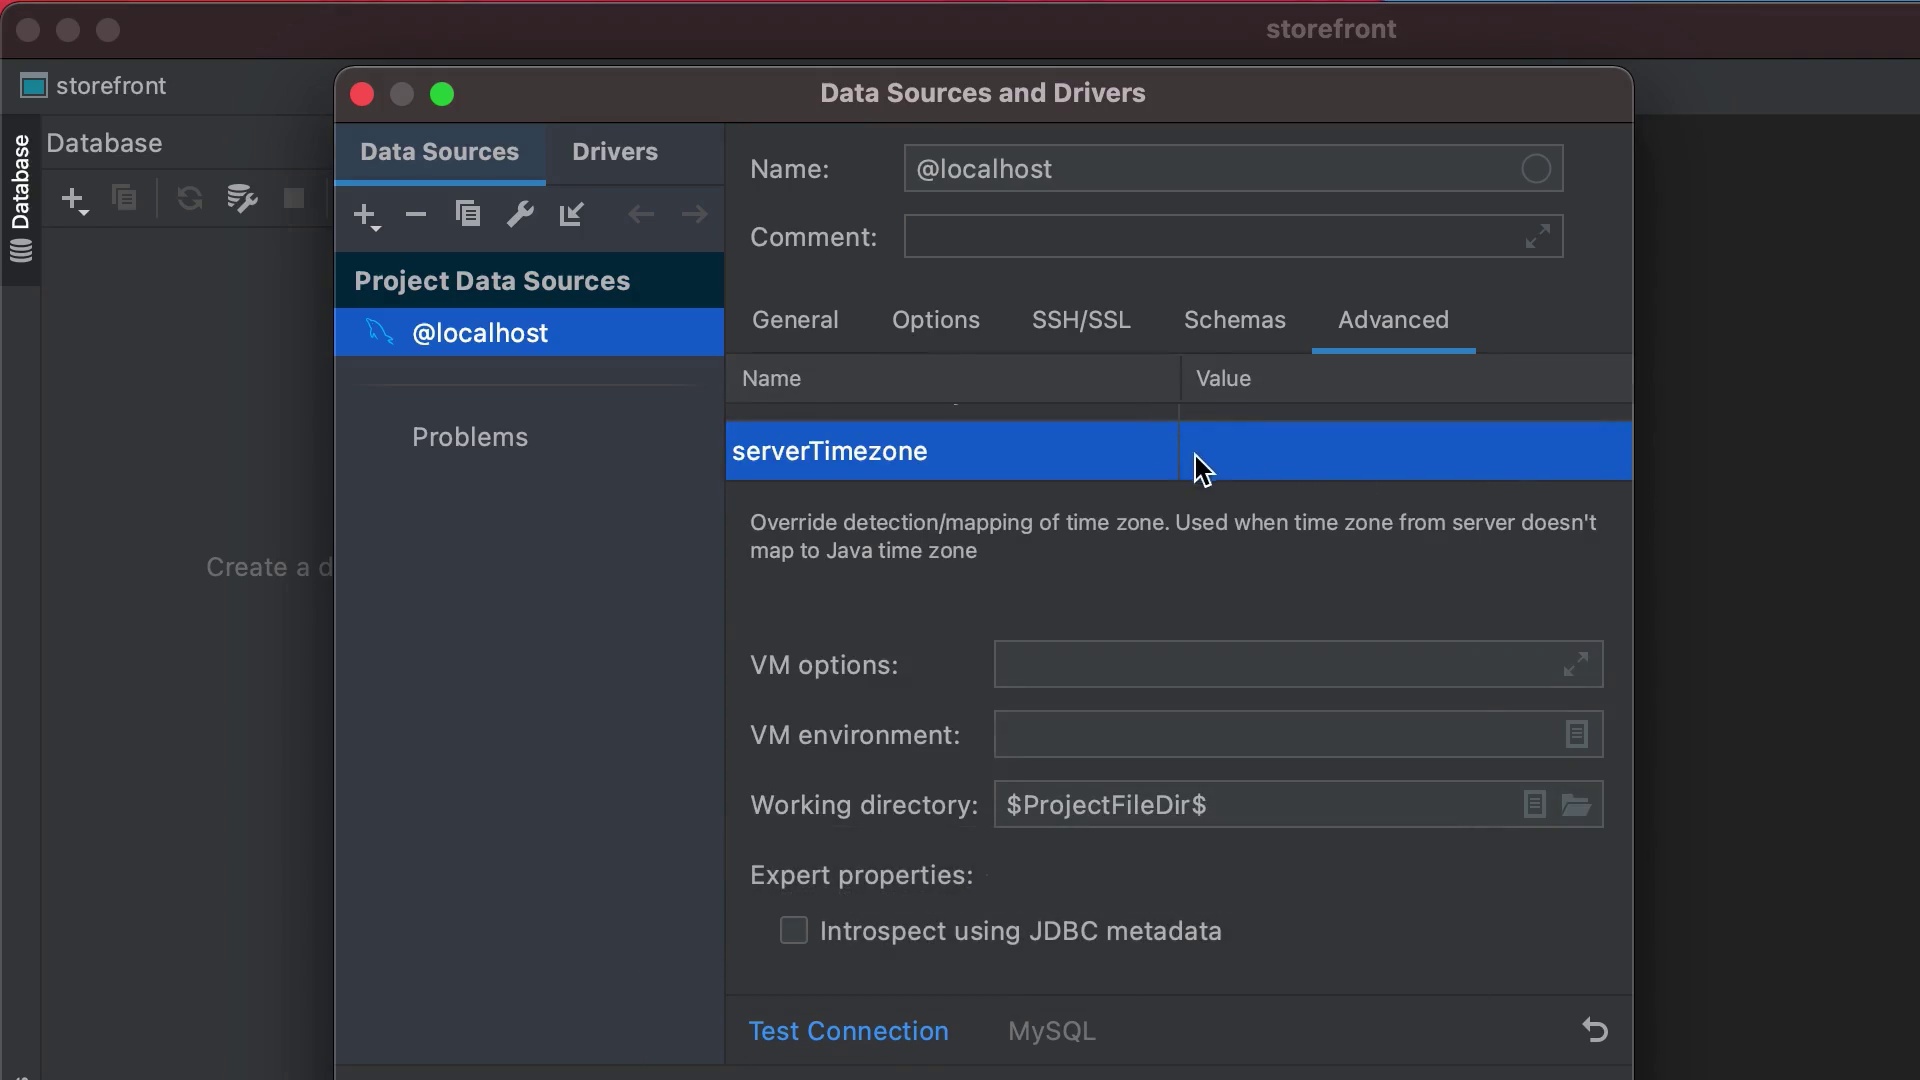 storefront
storefront
Data Sources and Drivers
Database
Database
Data Sources
Drivers
Name:
@localhost
Comment:
Project Data Sources
@localhost
General
Options
SSH/SSL
Schemas
Advanced
Name
Value
Problems
serverTimezone
Override detection/mapping of time zone. Used when time zone from server doesn't
map to Java time zone
Create a d
VM options:
VM environment:
Working directory:
$ProjectFileDir$
Expert properties:
Introspect using JDBC metadata
Test Connection
MySQL